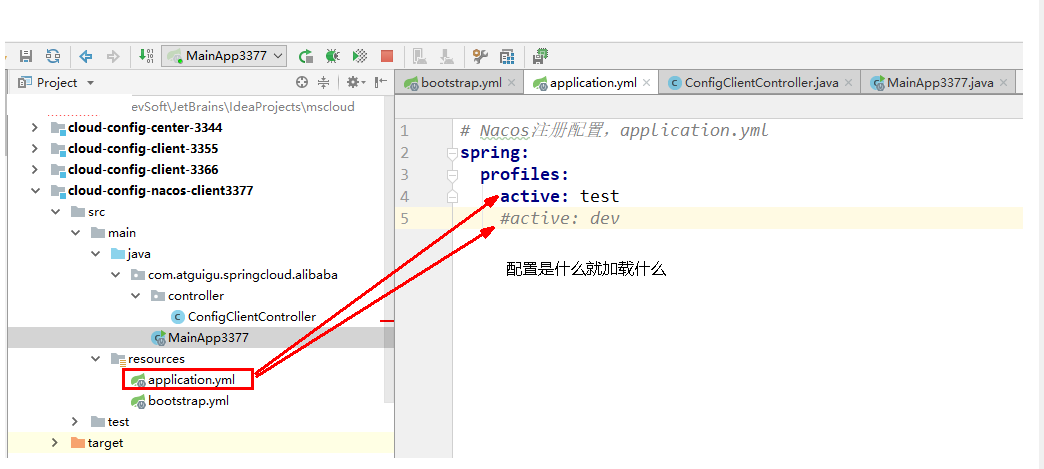 MainApp3377
Project
bootstrap.yml
application.yml
ConfigClientController.java
MainApp3377.java
evSoft\JetBrains\IdeaProjects\mscloud
cloud-config-center-3344
cloud-config-client-3355
cloud-config-client-3366
cloud-config-nacos-client3377
src
main
java
com.atguigu.springcloud.alibaba
controller
ConfigClientController
MainApp3377
resources
application.yml
bootstrap.yml
test
target
1 # Nacos注册配置，application.yml
2 spring:
3 profiles:
4 active: test
5 #active: dev
配置是什么就加载什么